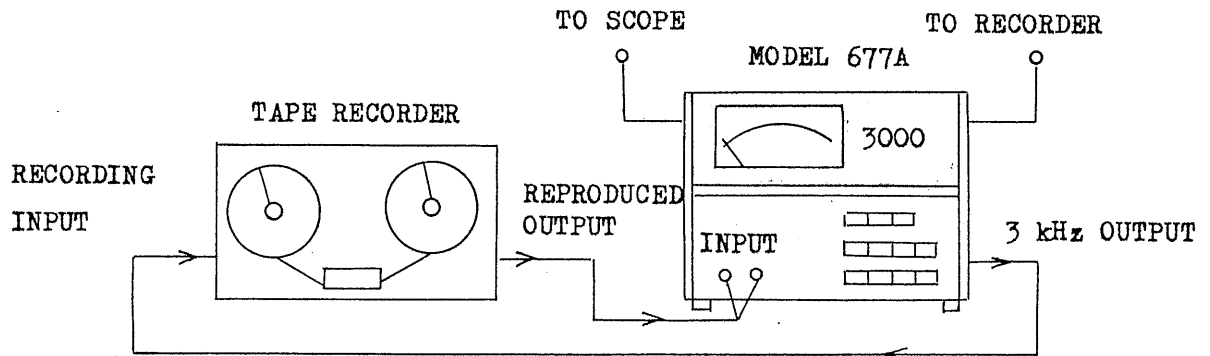 TO SCOPE
TO RECORDER
MODEL 677A
TAPE RECORDER
3000
RECORDING
INPUT
REPRODUCED
OUTPUT
INPUT
3 kHz OUTPUT